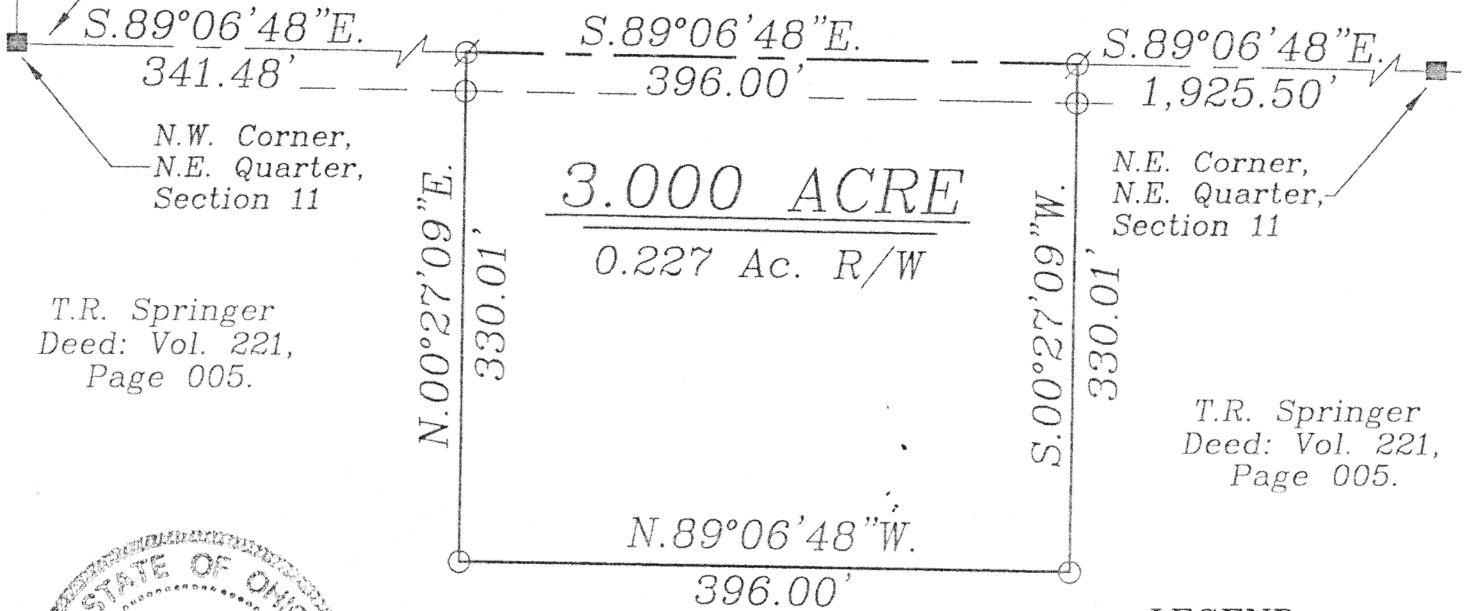 S.89°06'48"E.
341.48'
S.89°06'48"E.
396.00'
S.89°06'48"E.
1,925.50'
N.W. Corner,
N.E. Quarter,
Section 11
N.E. Corner,
N.E. Quarter,
Section 11
3.000 ACRE
0.227 Ac. R/W
N.00°27'09"E.
330.01'
S.00°27'09"W.
330.01'
T.R. Springer
Deed: Vol. 221,
Page 005.
T.R. Springer
Deed: Vol. 221,
Page 005.
N.89°06'48"W.
396.00'
STATE OF OHIO
LEGEND